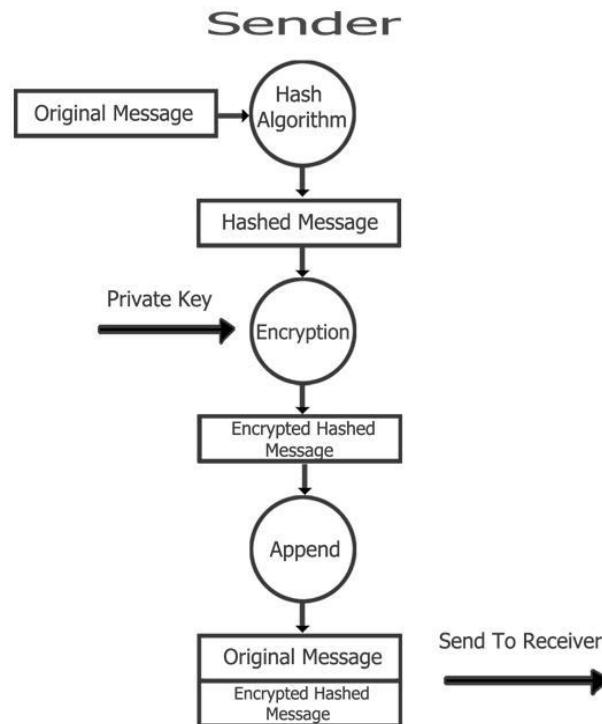 Sender
Original Message
Hash
Algorithm
Hashed Message
Private Key
Encryption
Encrypted Hashed
Message
Append
Original Message
Encrypted Hashed
Message
Send To Receiver